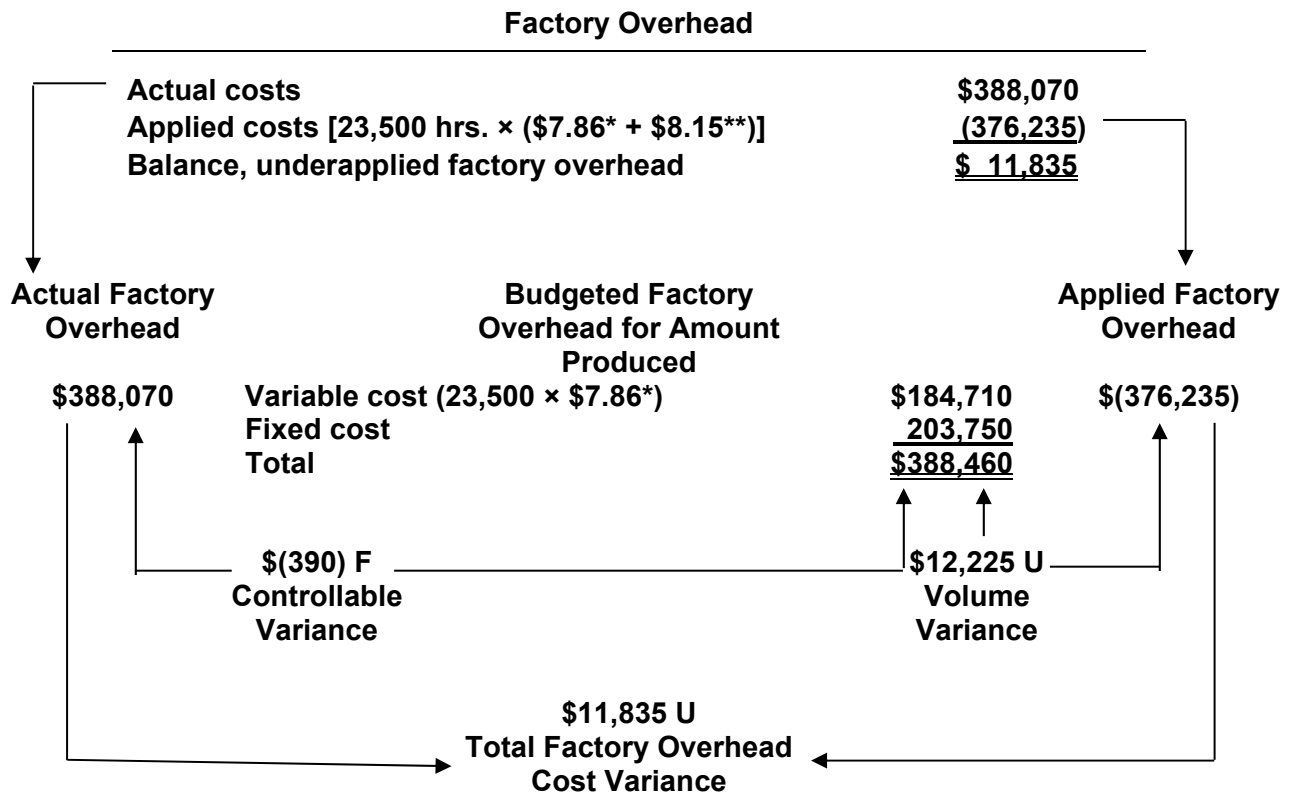 Factory Overhead
Actual costs $388,070
Applied costs [23,500 hrs. × ($7.86* + $8.15**)] (376,235)
Balance, underapplied factory overhead $ 11,835
Actual Factory Overhead
Budgeted Factory Overhead for Amount Produced
Applied Factory Overhead
$388,070 Variable cost (23,500 × $7.86*) $184,710 $(376,235)
Fixed cost 203,750
Total $388,460
$(390) F $12,225 U
Controllable Volume
Variance Variance
$11,835 U
Total Factory Overhead
Cost Variance